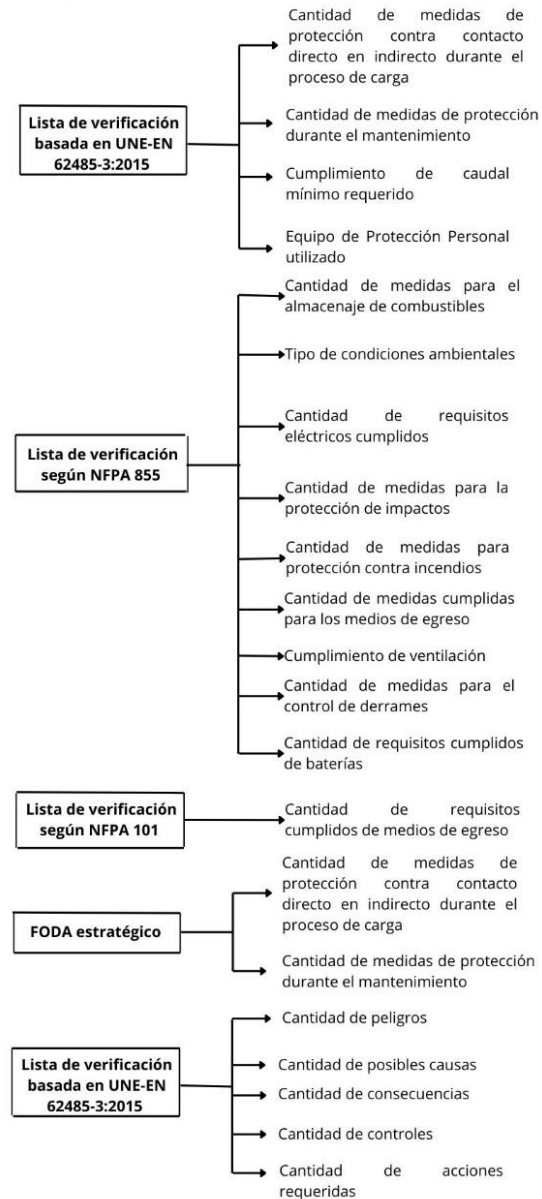 Cantidad de medidas de
protección contra contacto
directo en indirecto durante el
proceso de carga
Lista de verificación
basada en UNE-EN
62485-3:2015
Cantidad de medidas de protección
durante el mantenimiento
Cumplimiento de caudal
mínimo requerido
Equipo de Protección Personal
utilizado
Cantidad de medidas para el
almacenaje de combustibles
Tipo de condiciones ambientales
Cantidad de requisitos
eléctricos cumplidos
Lista de verificación
según NFPA 855
Cantidad de medidas para la
protección de impactos
Cantidad de medidas para
protección contra incendios
Cantidad de medidas cumplidas
para los medios de egreso
Cumplimiento de ventilación
Cantidad de medidas para el
control de derrames
Cantidad de requisitos cumplidos
de baterías
Lista de verificación
según NFPA 101
Cantidad de requisitos
cumplidos de medios de egreso
Cantidad de medidas de
protección contra contacto
directo en indirecto durante el
proceso de carga
FODA estratégico
Cantidad de medidas de protección
durante el mantenimiento
Cantidad de peligros
Lista de verificación
basada en UNE-EN
62485-3:2015
Cantidad de posibles causas
Cantidad de consecuencias
Cantidad de controles
Cantidad de acciones
requeridas